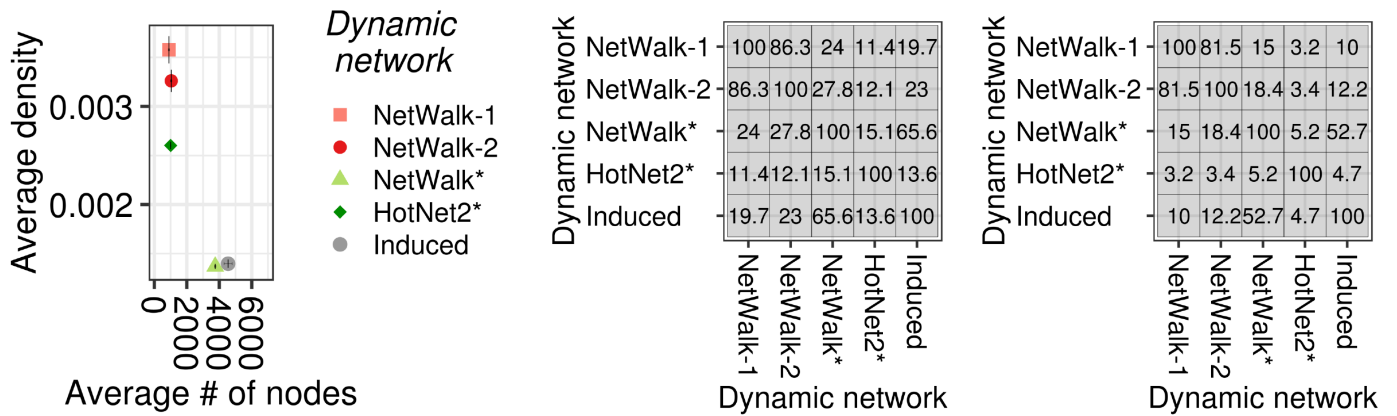 Average density
0.003
0.002
0
2000
4000
6000
Average # of nodes
Dynamic
network
NetWalk-1
NetWalk-2
NetWalk*
HotNet2*
Induced
Dynamic network
NetWalk-1 100 86.3 24 11.4 19.7
NetWalk-2 86.3 100 27.8 12.1 23
NetWalk* 24 27.8 100 15.1 65.6
HotNet2* 11.4 12.1 15.1 100 13.6
Induced 19.7 23 65.6 13.6 100
NetWalk-1
NetWalk-2
NetWalk*
HotNet2*
Induced
Dynamic network
Dynamic network
NetWalk-1 100 81.5 15 3.2 10
NetWalk-2 81.5 100 18.4 3.4 12.2
NetWalk* 15 18.4 100 5.2 52.7
HotNet2* 3.2 3.4 5.2 100 4.7
Induced 10 12.2 52.7 4.7 100
NetWalk-1
NetWalk-2
NetWalk*
HotNet2*
Induced
Dynamic network